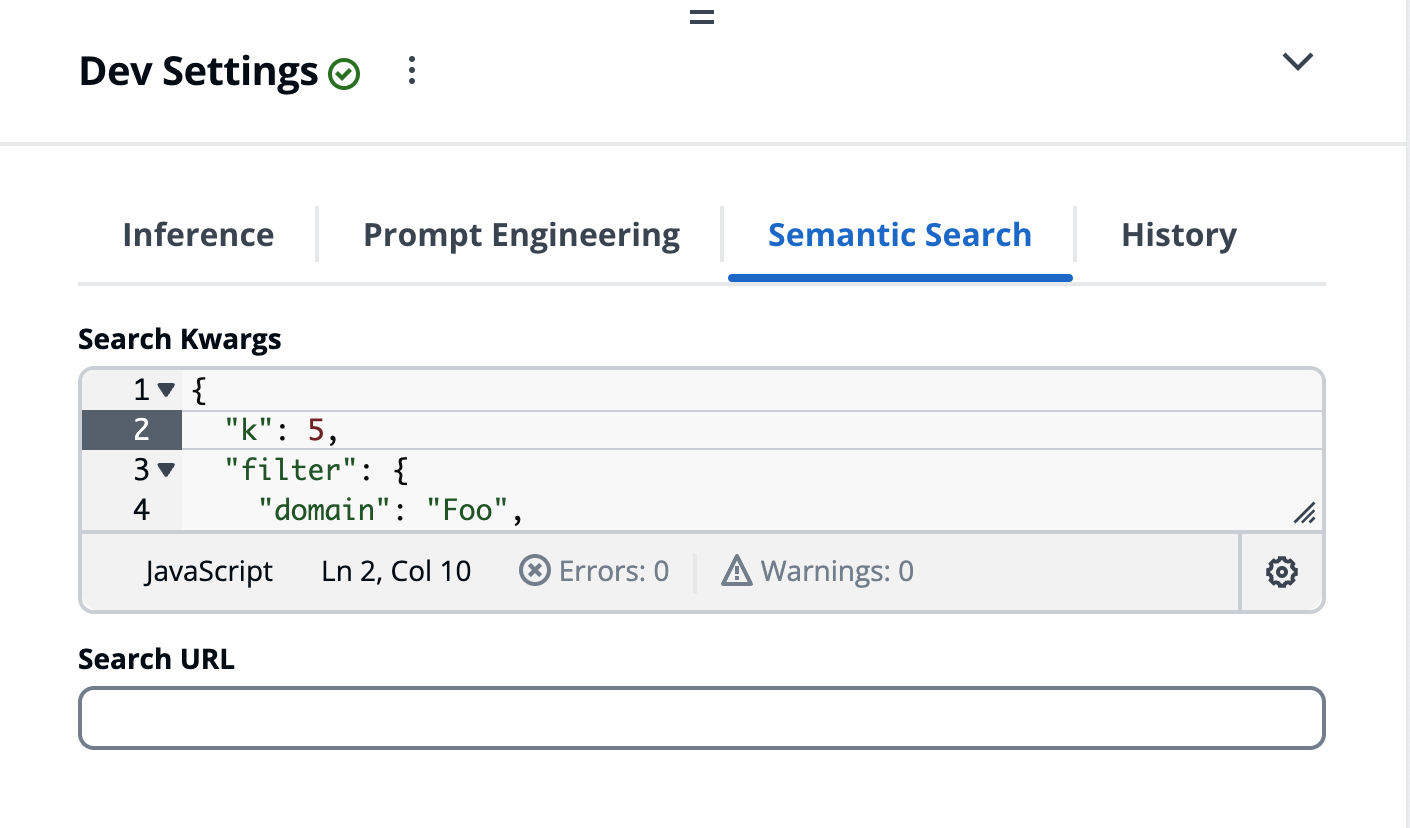 Dev Settings
Inference Prompt Engineering Semantic Search History
Search Kwargs
1 {
2 "k": 5,
3 "filter": {
4 "domain": "Foo",
JavaScript Ln 2, Col 10 Errors: 0 Warnings: 0
Search URL